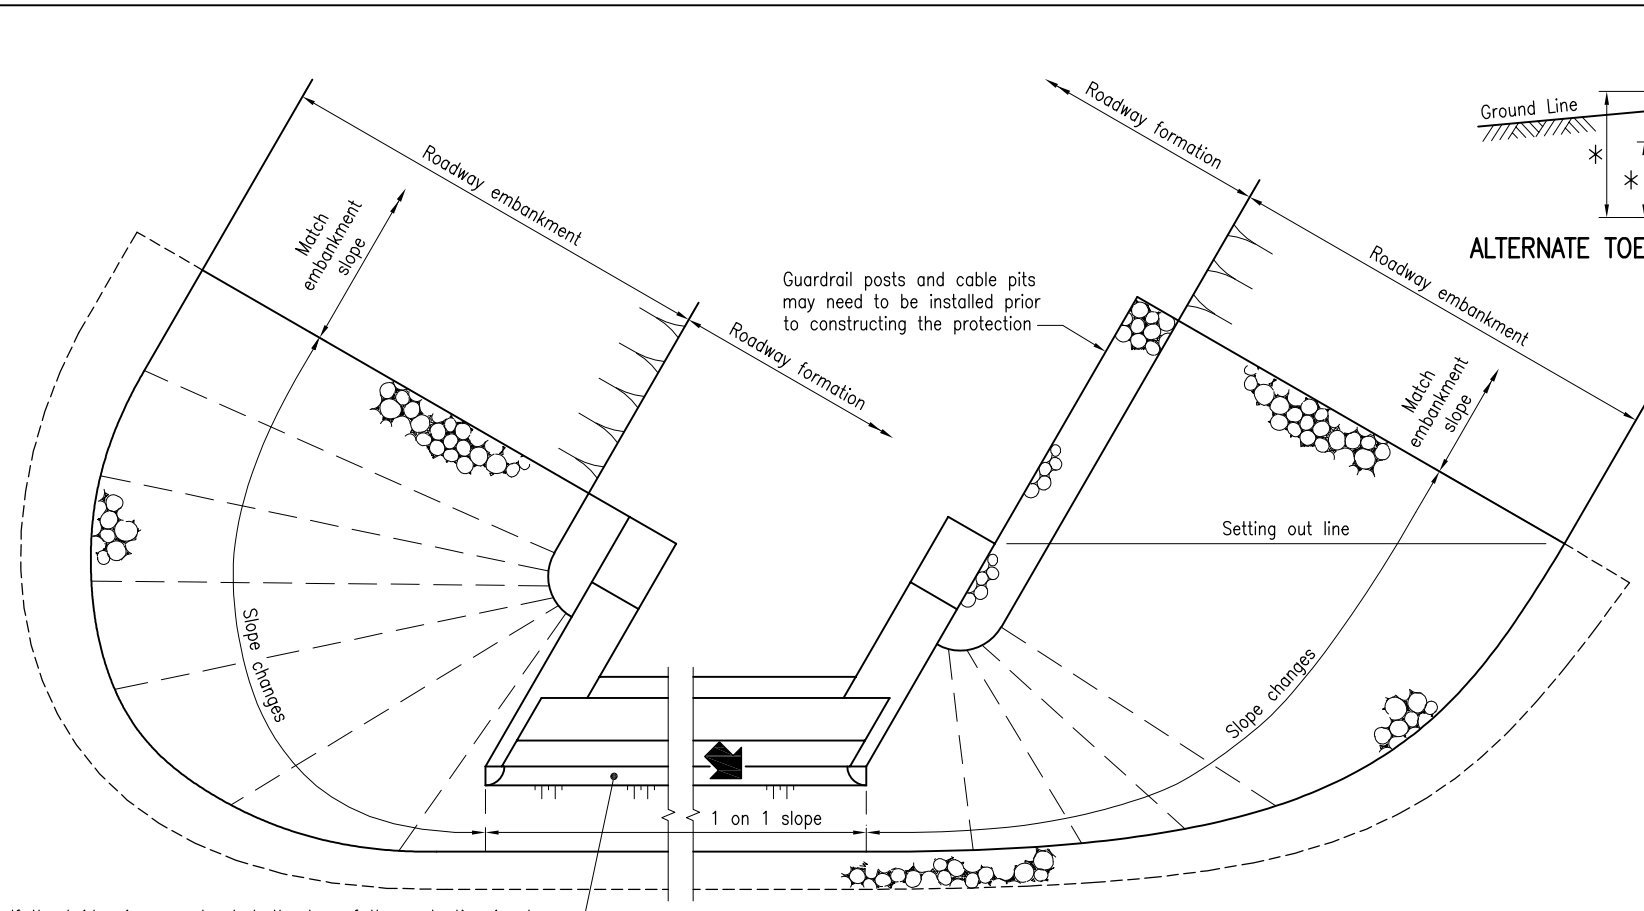 Roadway formation
Ground Line
ALTERNATE TOE
Roadway embankment
Match
embankment
slope
Guardrail posts and cable pits
may need to be installed prior
to constructing the protection
Roadway embankment
Roadway formation
Match
embankment
slope
Setting out line
Slope changes
Slope changes
1 on 1 slope